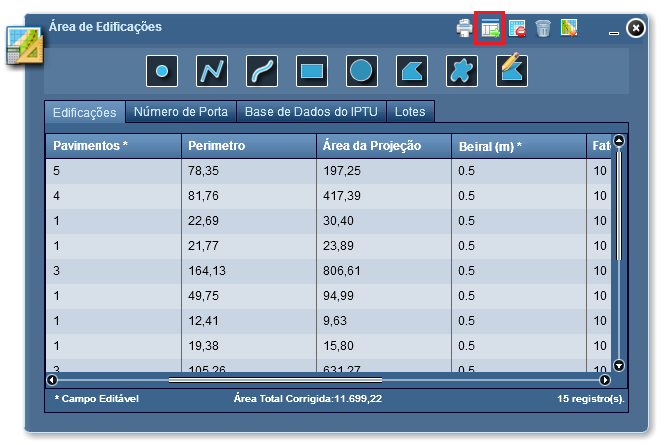 Área de Edificações
Edificações Número de Porta Base de Dados do IPTU Lotes
Pavimentos * Perimetro Área da Projeção Beiral (m) * Fat
5 78,35 197,25 0.5 10
4 81,76 417,39 0.5 10
1 22,69 30,40 0.5 10
1 21,77 23,89 0.5 10
3 164,13 806,61 0.5 10
1 49,75 94,99 0.5 10
1 12,41 9,63 0.5 10
1 19,38 15,80 0.5 10
3 105,26 631,27 0.5 10
* Campo Editável Área Total Corrigida:11.699,22 15 registro(s).